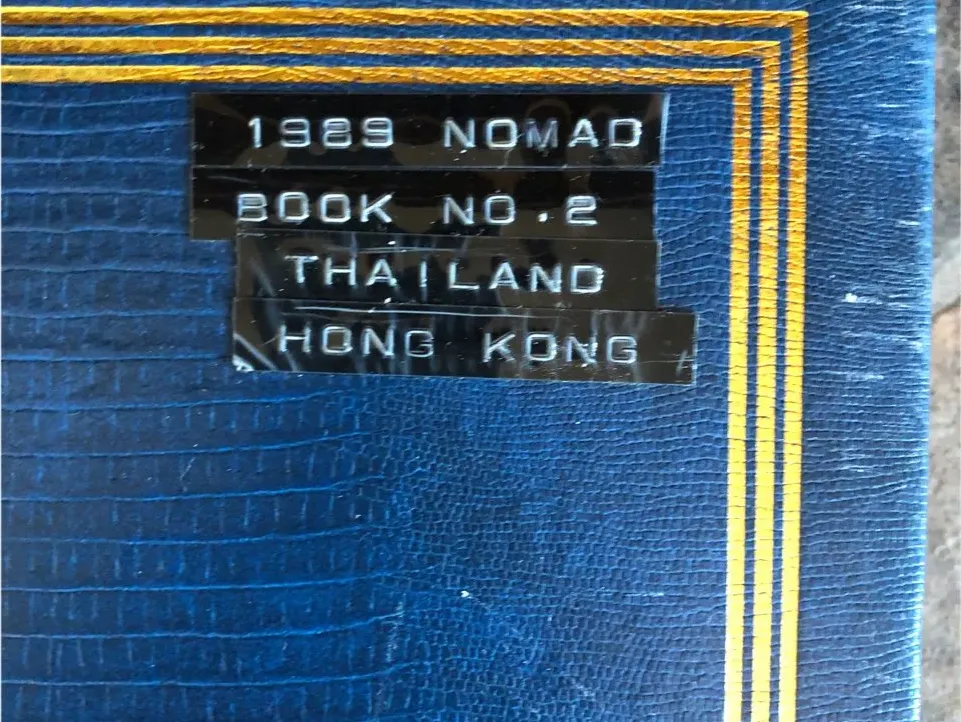 1989 NOMAD
BOOK NO.2
THAILAND
HONG KONG